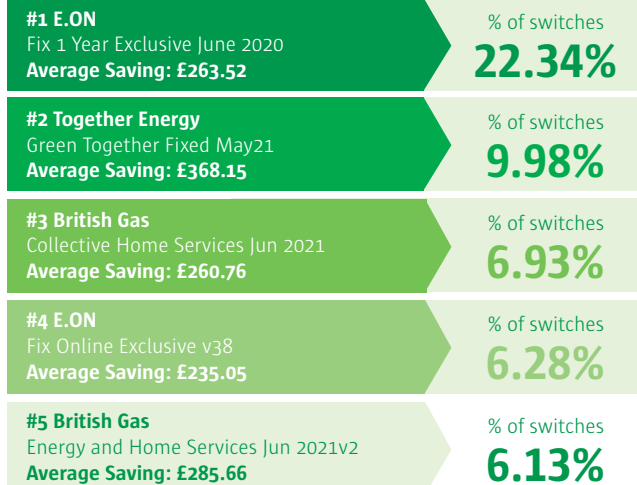 #1 E.ON
Fix 1 Year Exclusive June 2020
Average Saving: £263.52
% of switches
22.34%
#2 Together Energy
Green Together Fixed May21
Average Saving: £368.15
% of switches
9.98%
#3 British Gas
Collective Home Services Jun 2021
Average Saving: £260.76
% of switches
6.93%
#4 E.ON
Fix Online Exclusive v38
Average Saving: £235.05
% of switches
6.28%
#5 British Gas
Energy and Home Services Jun 2021v2
Average Saving: £285.66
% of switches
6.13%